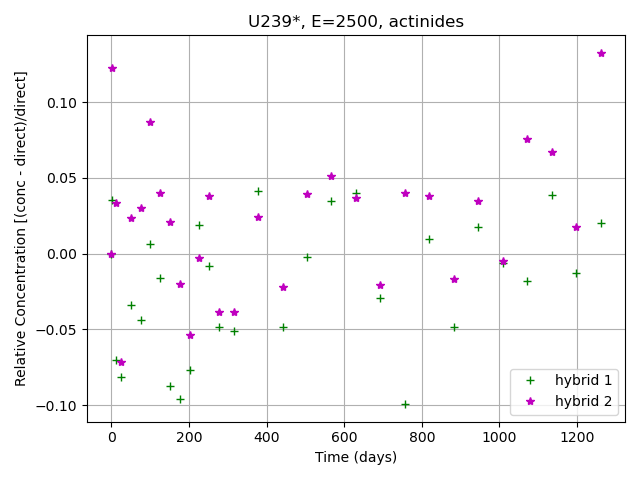 U239*, E=2500, actinides
Relative Concentration [(conc - direct)/direct]
0.10
0.05
0.00
−0.05
−0.10
0 200 400 600 800 1000 1200
Time (days)
hybrid 1
hybrid 2